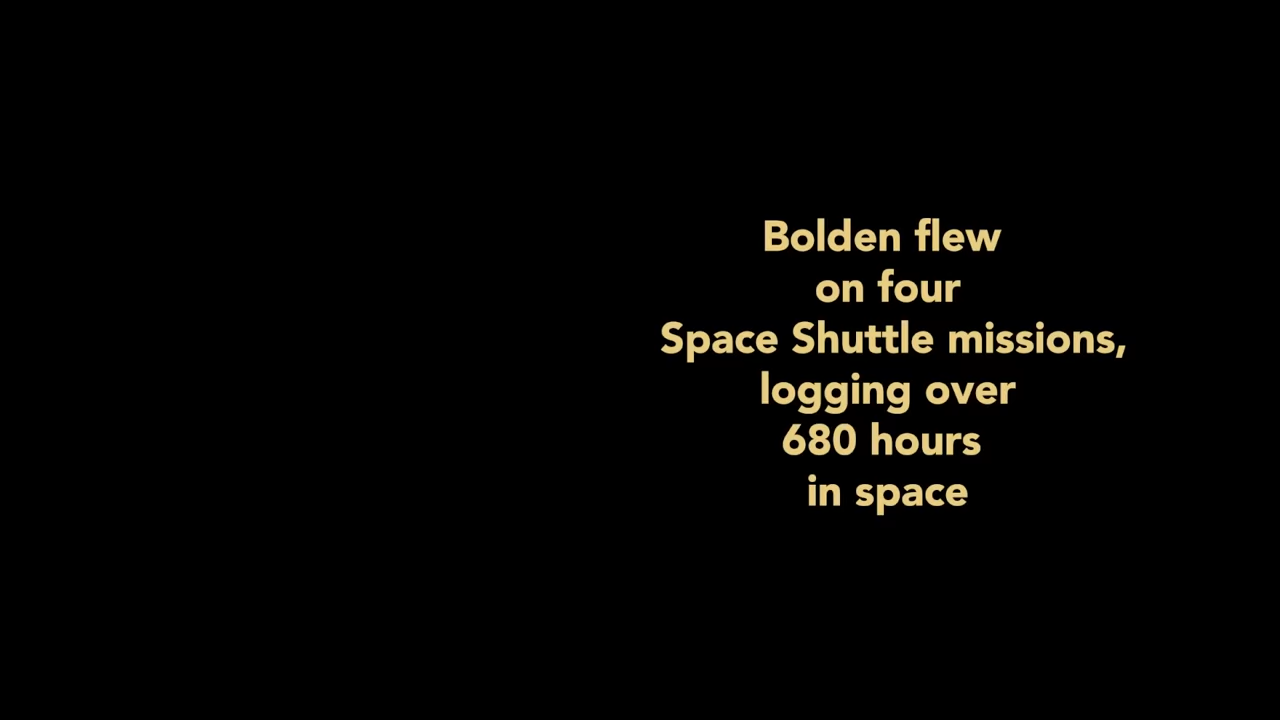 Bolden flew
on four
Space Shuttle missions,
logging over
680 hours
in space